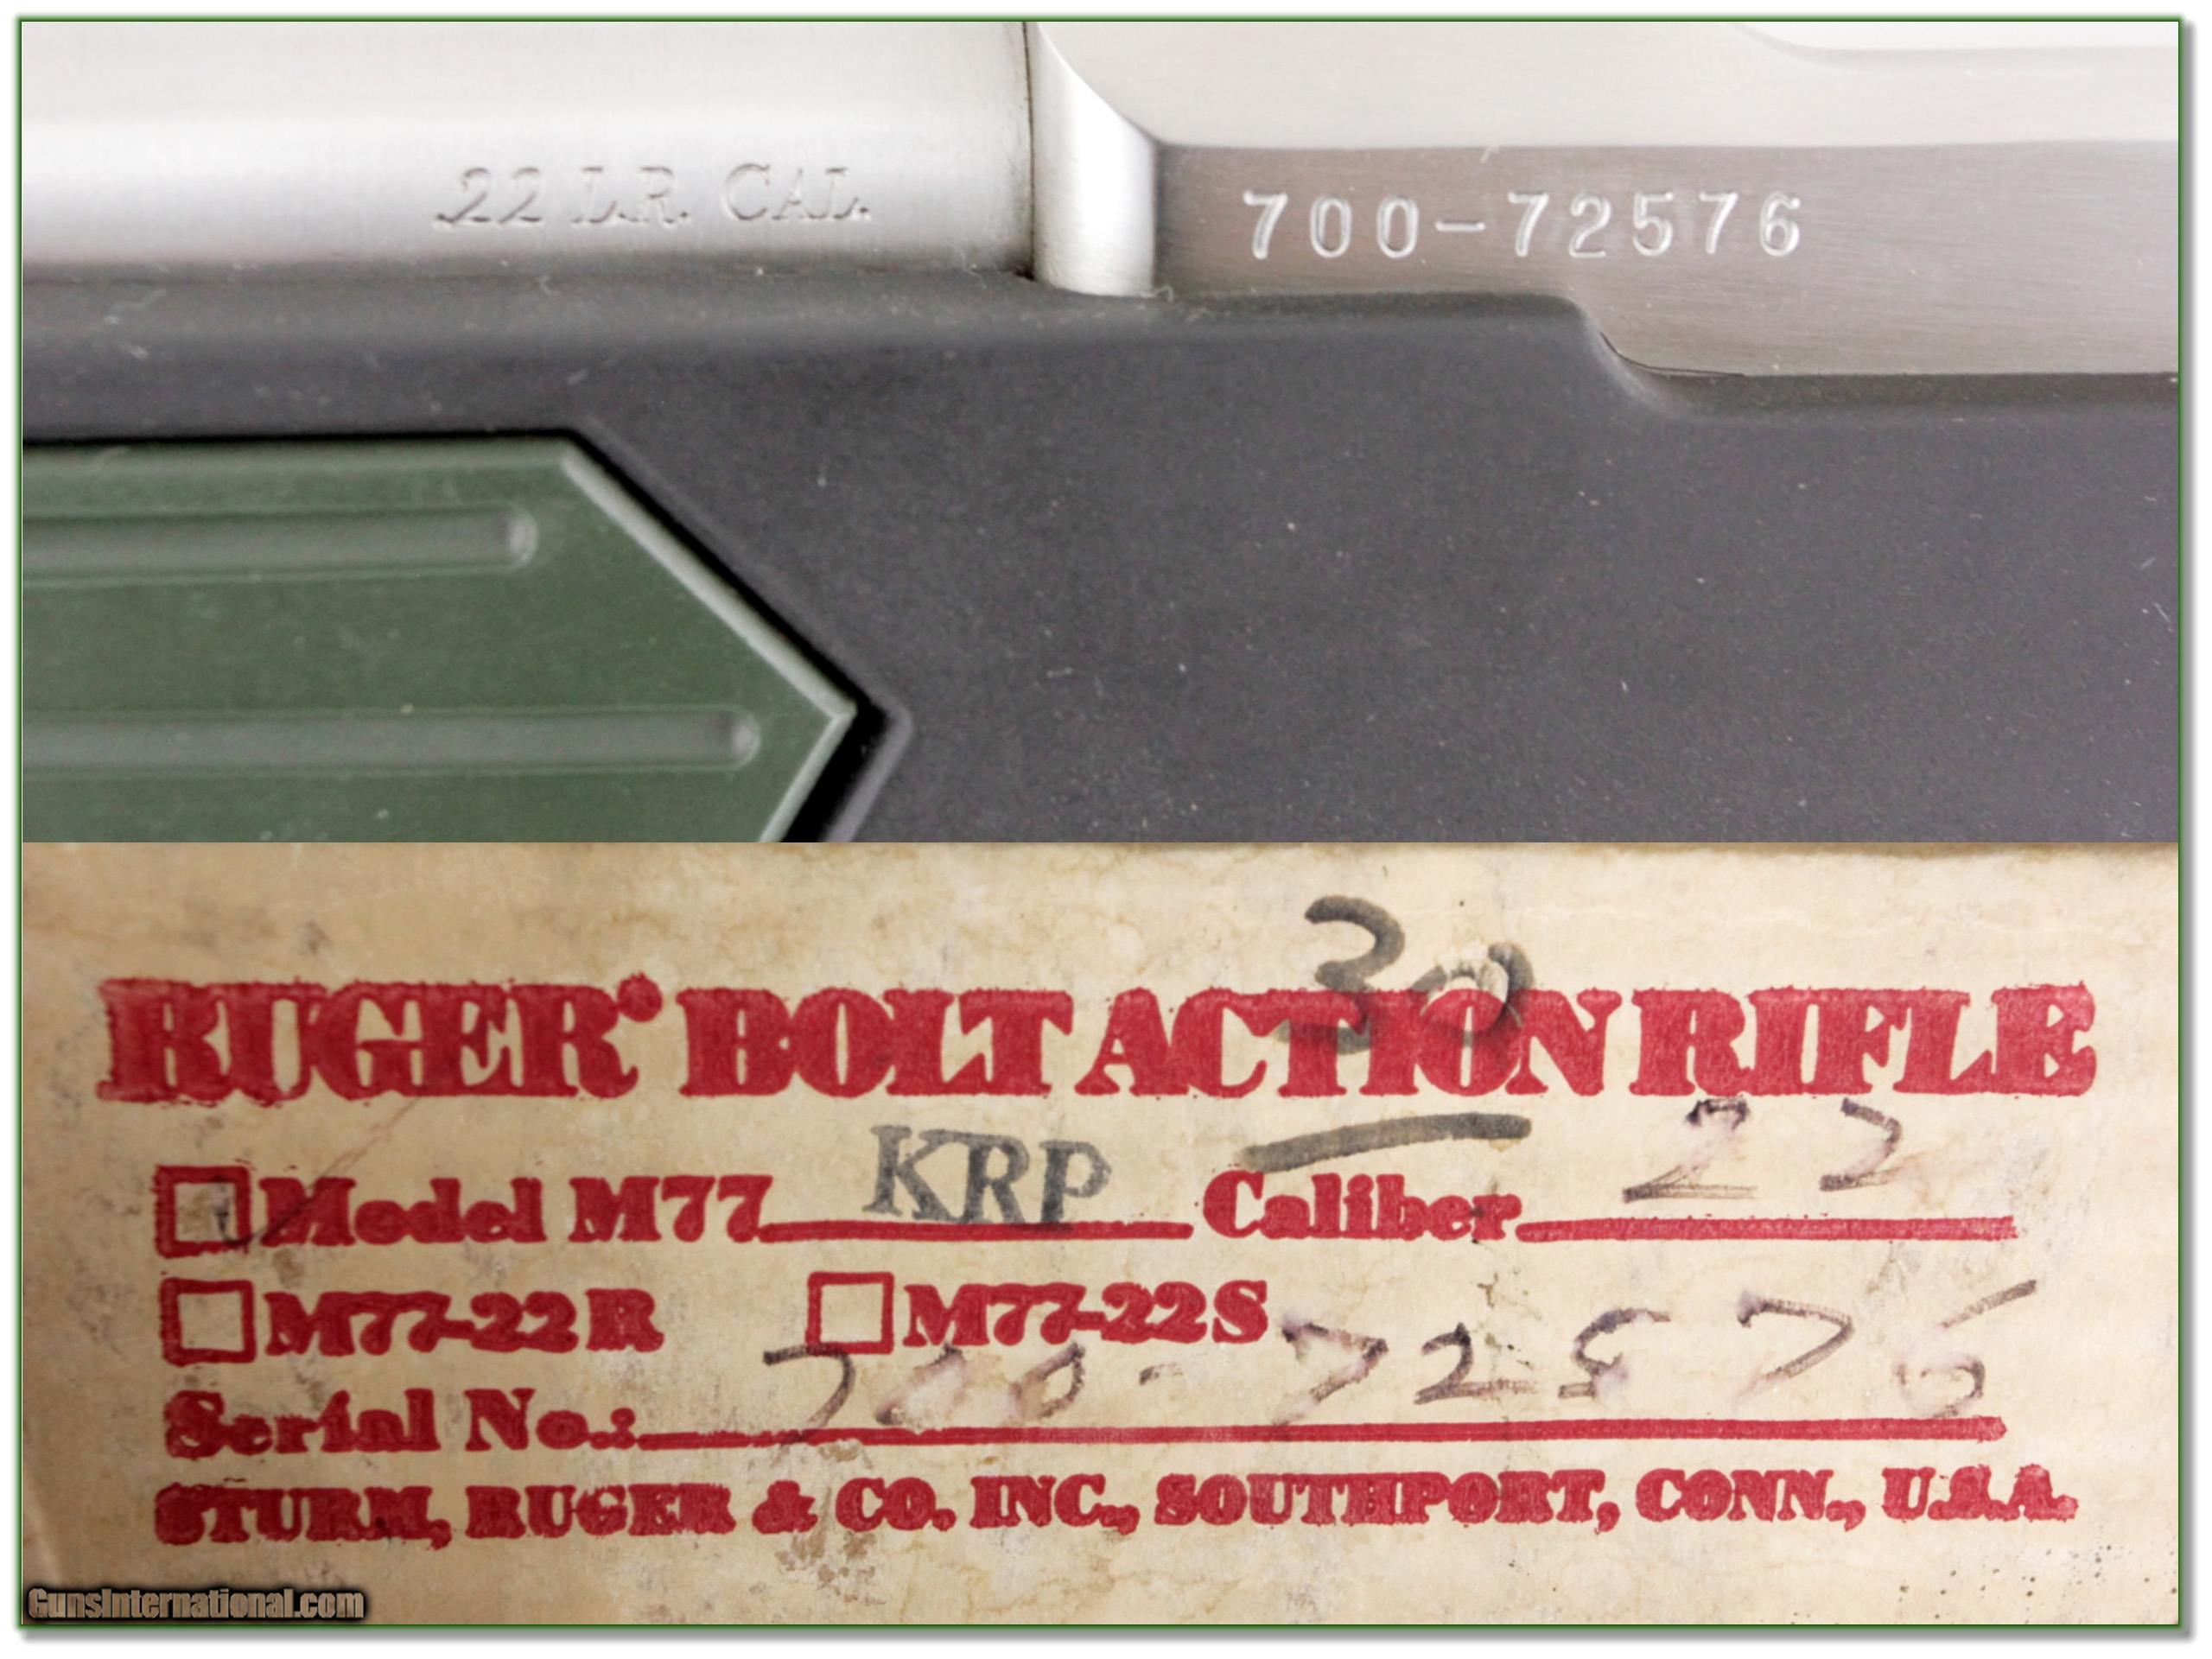 .22 L.R. CAL.
700-72576
30
RUGER® BOLT ACTION RIFLE
Model M77 KRP Caliber 22
M77-22R M77-22S
Serial No.: 700-72576
STURM, RUGER & CO. INC., SOUTHPORT, CONN., U.S.A.
GunsInternational.com